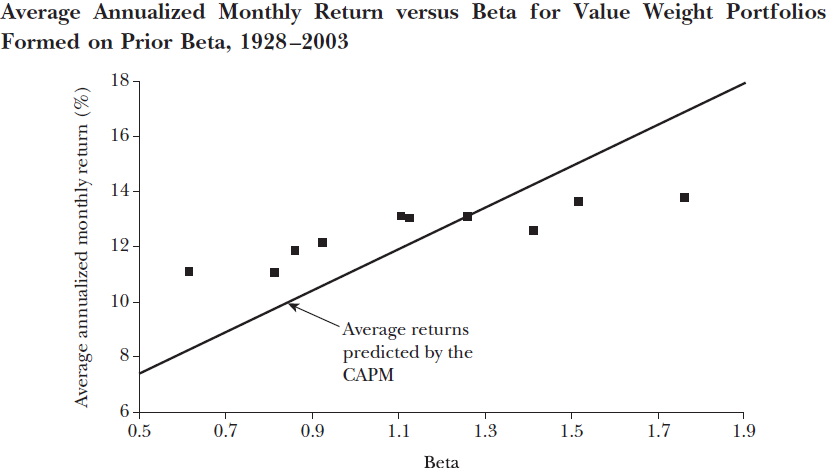 Average Annualized Monthly Return versus Beta for Value Weight Portfolios
Formed on Prior Beta, 1928–2003
Average annualized monthly return (%)
18
16
14
12
10
8
6
Average returns
predicted by the
CAPM
0.5 0.7 0.9 1.1 1.3 1.5 1.7 1.9
Beta